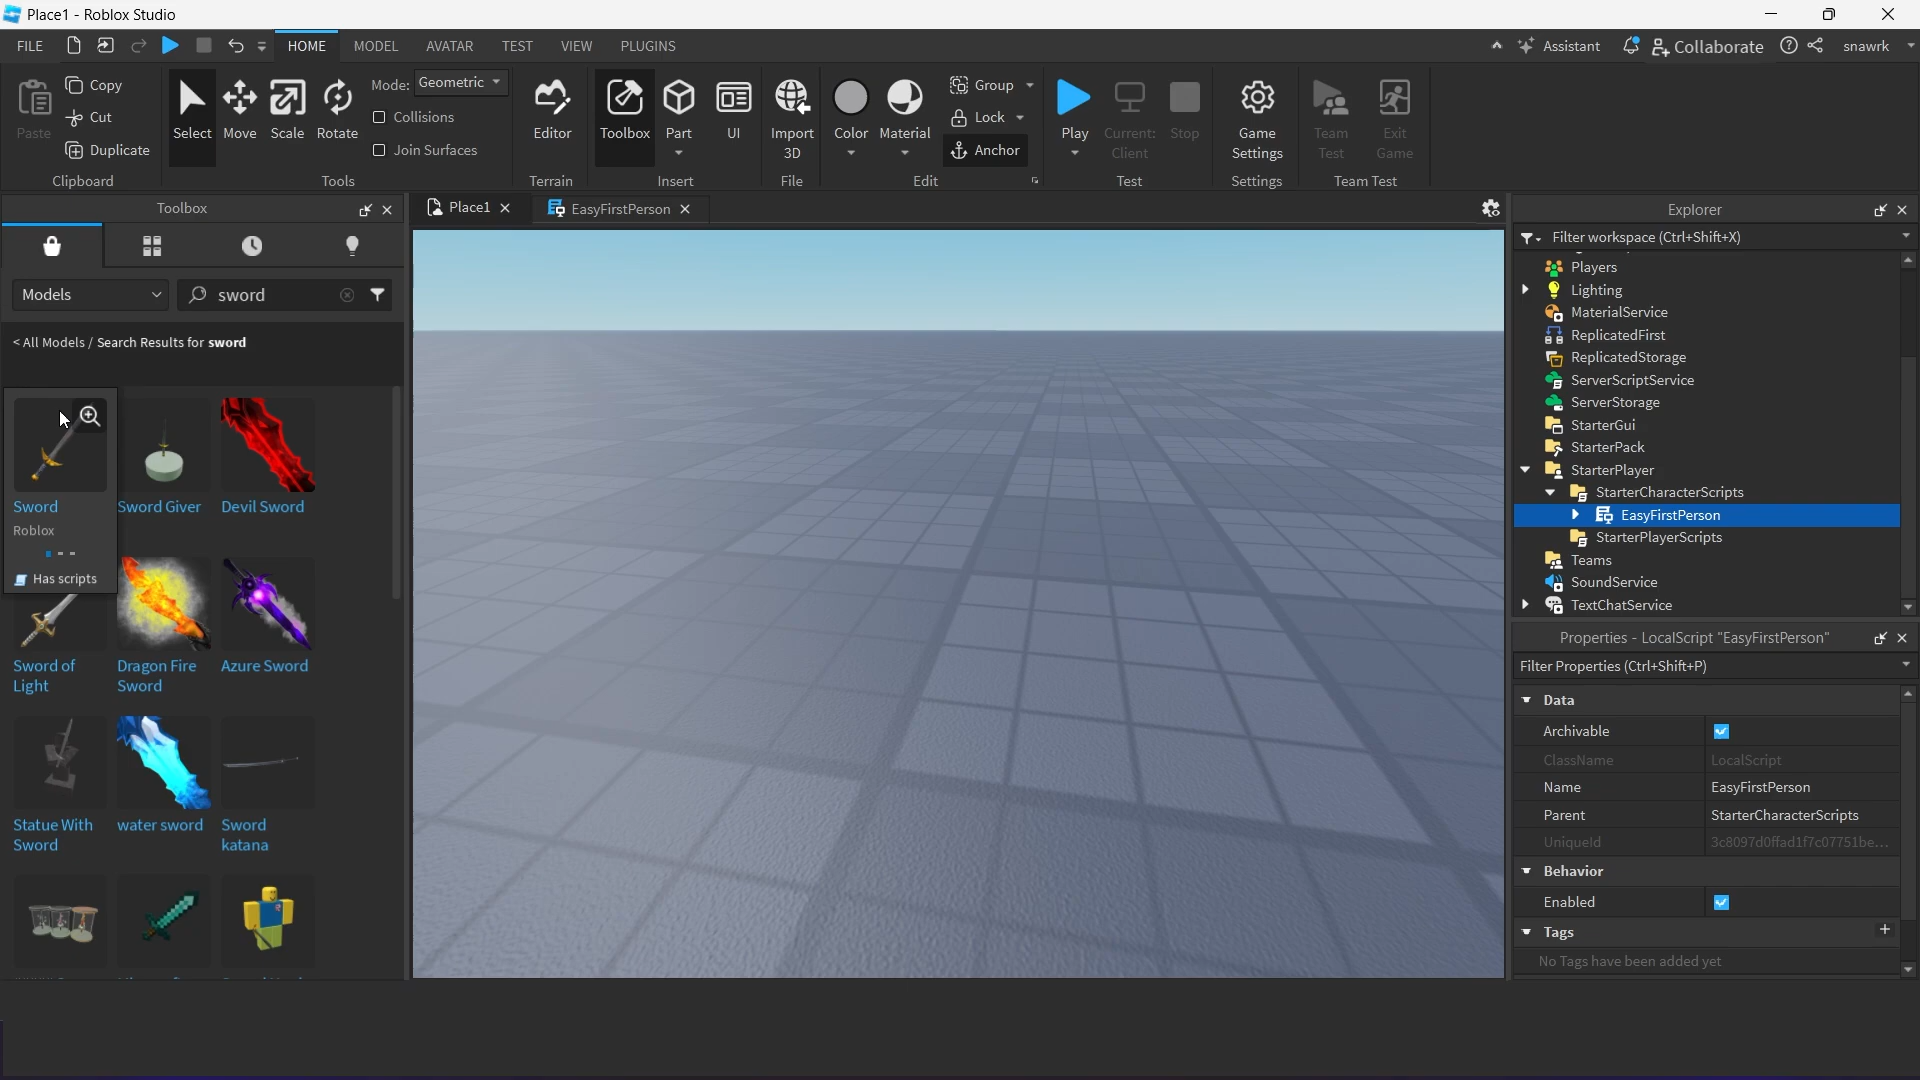 Place1 - Roblox Studio
FILE HOME MODEL AVATAR TEST VIEW PLUGINS Assistant Collaborate snawrk
Paste Copy Cut Duplicate
Clipboard
Select Move Scale Rotate
Mode: Geometric
Collisions
Join Surfaces
Tools
Editor
Terrain
Toolbox Part UI
Insert
Import
3D
File
Color Material
Group
Lock
Anchor
Edit
Play Current:
Client Stop
Test
Game
Settings
Settings
Team
Test
Exit
Game
Team Test
Toolbox
Models sword
< All Models / Search Results for sword
Sword
Roblox
Has scripts
Sword Giver Devil Sword
Sword of
Light
Dragon Fire
Sword
Azure Sword
Statue With
Sword
water sword
Sword
katana
Place1 EasyFirstPerson
Explorer
Filter workspace (Ctrl+Shift+X)
Players
Lighting
MaterialService
ReplicatedFirst
ReplicatedStorage
ServerScriptService
ServerStorage
StarterGui
StarterPack
StarterPlayer
StarterCharacterScripts
EasyFirstPerson
StarterPlayerScripts
Teams
SoundService
TextChatService
Properties - LocalScript "EasyFirstPerson"
Filter Properties (Ctrl+Shift+P)
Data
Archivable
ClassName LocalScript
Name EasyFirstPerson
Parent StarterCharacterScripts
UniqueId 3c8097d0ffad1f7c07751be...
Behavior
Enabled
Tags +
No Tags have been added yet